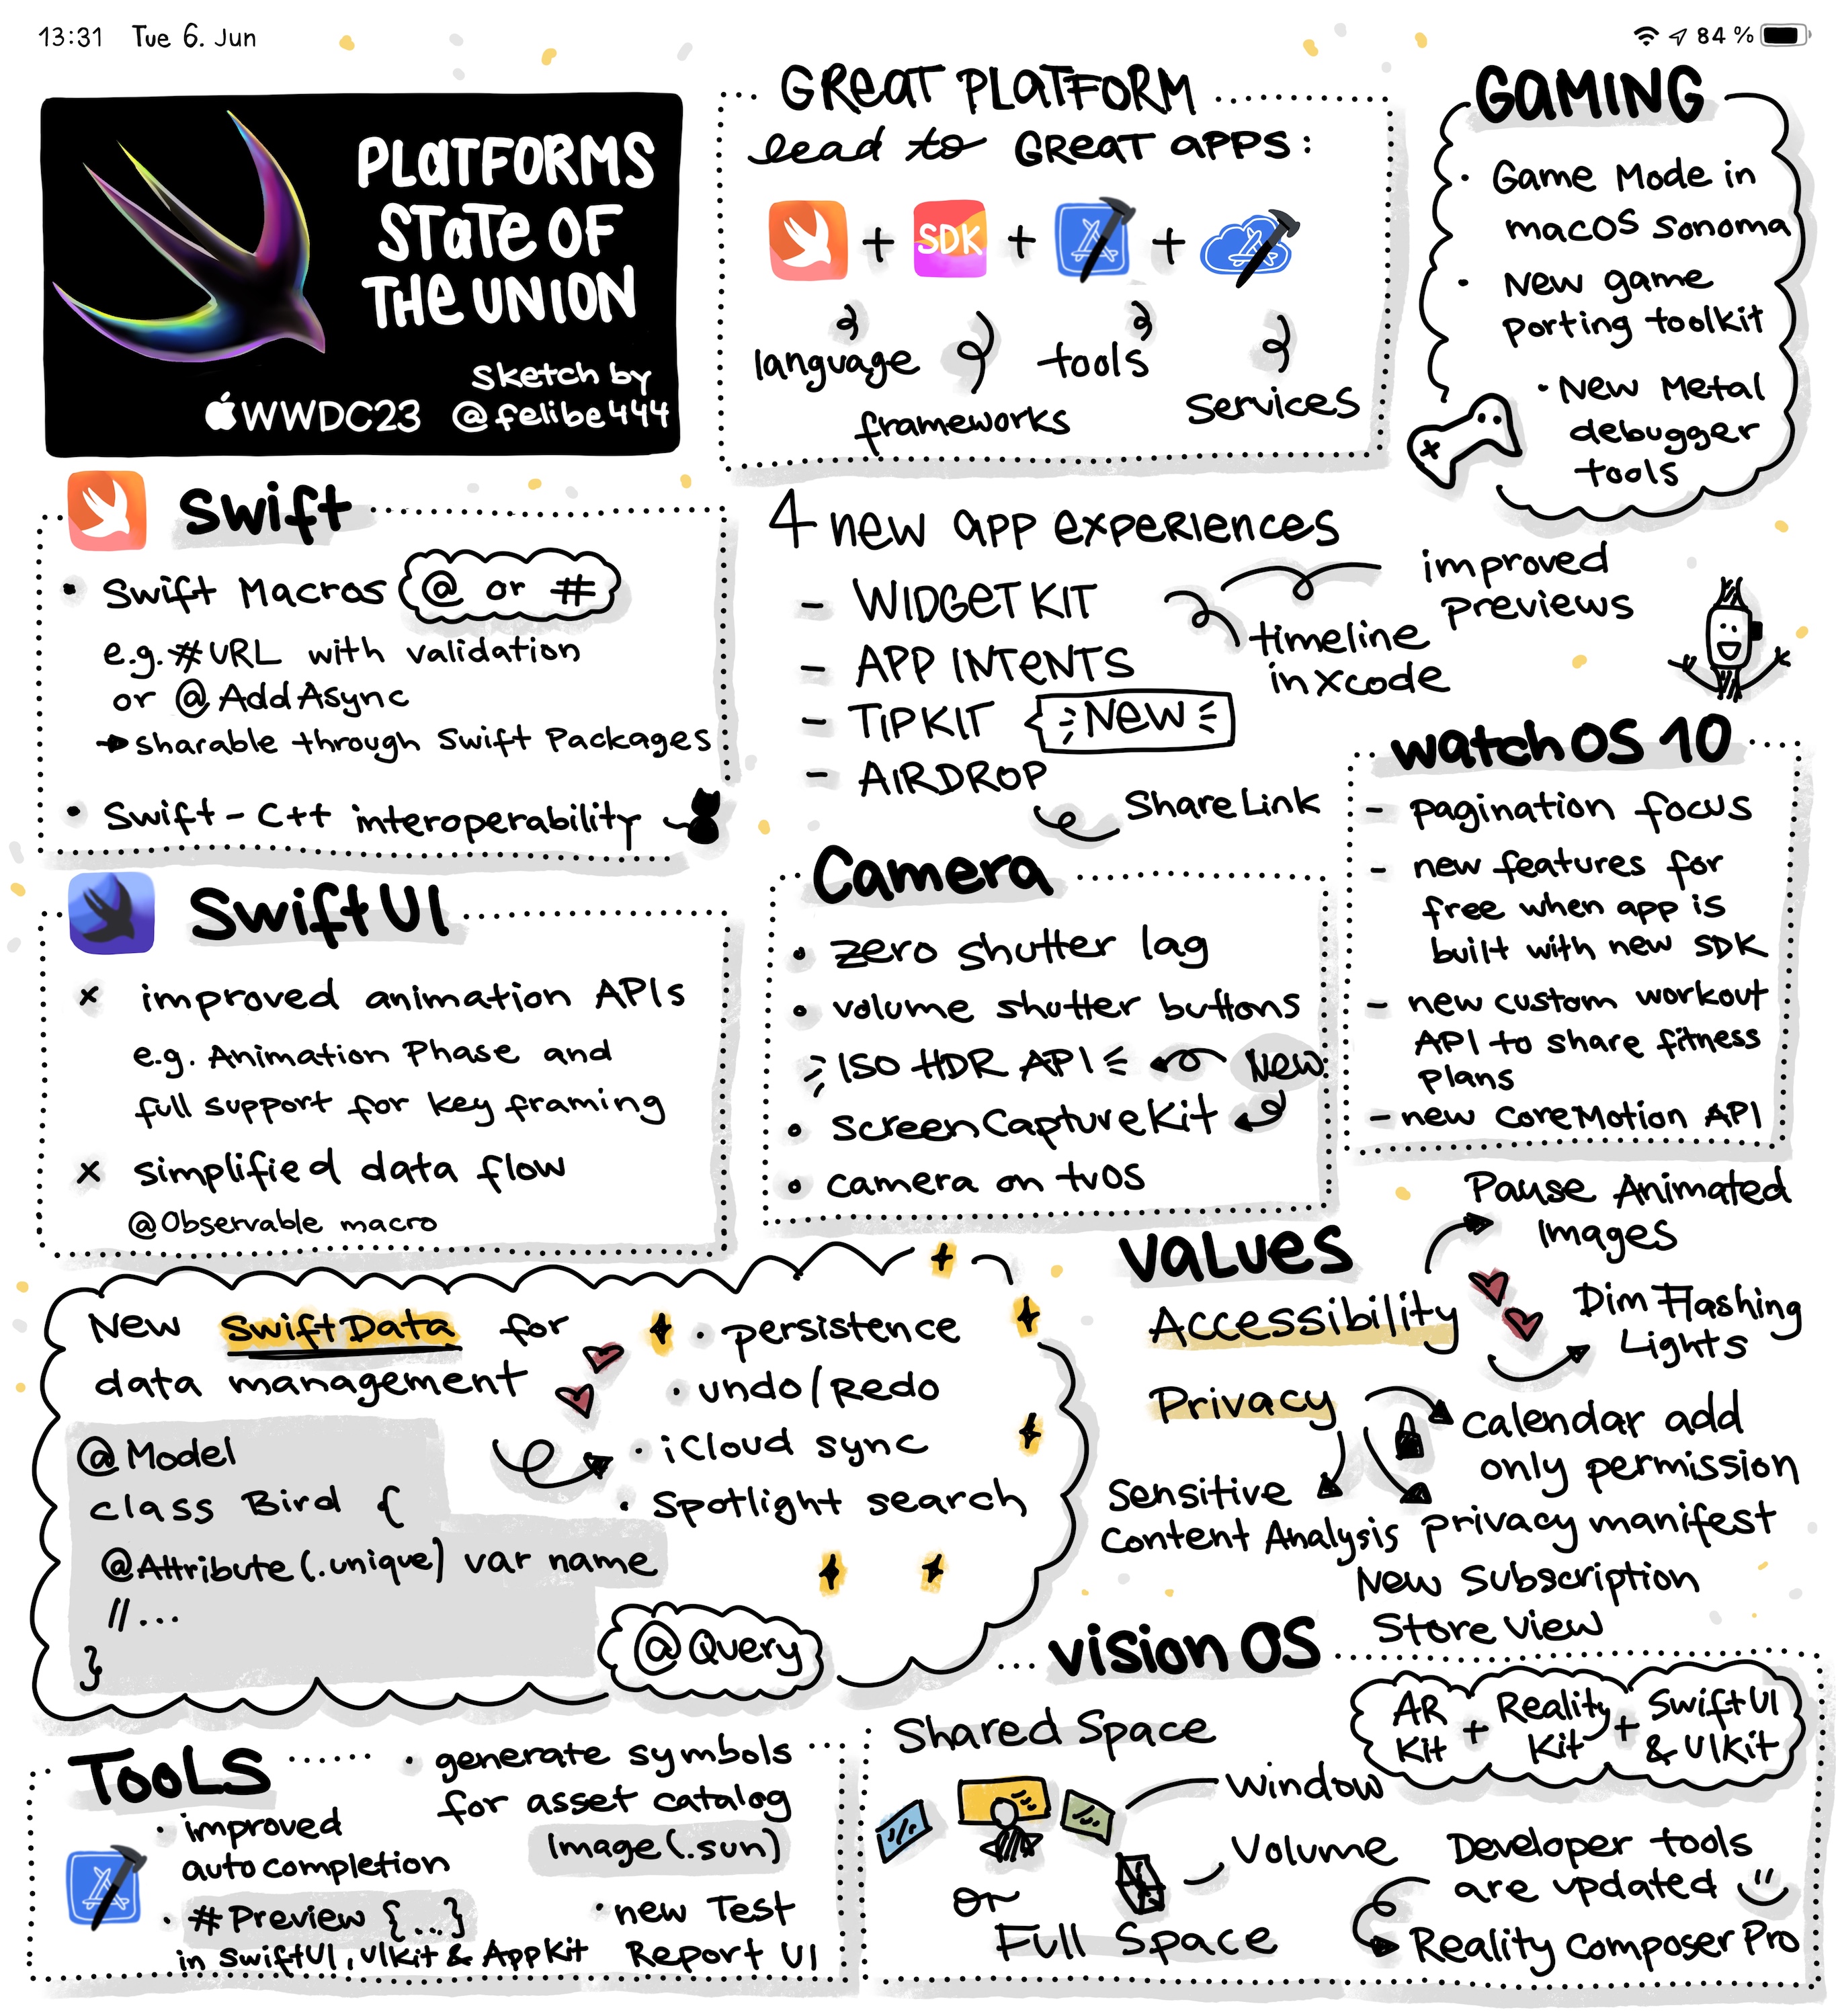 13:31 Tue 6. Jun
84 %
PLATFORMS
STATE OF
THE UNION
Sketch by
WWDC23 @felibe444
GREAT PLATFORM
lead to GREAT APPS:
+ SDK + +
language
frameworks
tools
services
GAMING
· Game Mode in
macOS Sonoma
· New game
porting toolkit
· New Metal
debugger
tools
Swift
• Swift Macros @ or #
e.g. #URL with validation
or @AddAsync
→ sharable through Swift Packages
• Swift-C++ interoperability
4 new app experiences
- WIDGETKIT
improved
previews
timeline
in xcode
- APP INTENTS
- TIPKIT NEW
- AIRDROP
ShareLink
watchOS 10
- pagination focus
- new features for
free when app is
built with new SDK
- new custom workout
API to share fitness
plans
- new CoreMotion API
SwiftUI
x improved animation APIs
e.g. Animation Phase and
full support for key framing
x simplified data flow
@Observable macro
Camera
• zero shutter lag
• volume shutter buttons
ISO HDR API New
• ScreenCaptureKit
• camera on tvOS
New SwiftData for
data management
· persistence
· undo/redo
· iCloud sync
· Spotlight search
@Model
class Bird {
@Attribute(.unique) var name
//...
}
@Query
VALUES
Accessibility
Pause Animated
Images
Dim Flashing
Lights
Privacy
calendar add
only permission
Sensitive
Content Analysis
privacy manifest
New Subscription
Store View
TOOLS
· improved
autocompletion
· #Preview {..}
in SwiftUI, UIKit & AppKit
· generate symbols
for asset catalog
Image(.sun)
· new Test
Report UI
visionOS
Shared Space
AR
Kit
+
Reality
Kit
+
SwiftUI
& UIKit
Window
Volume
or
Full Space
Developer tools
are updated
Reality Composer Pro